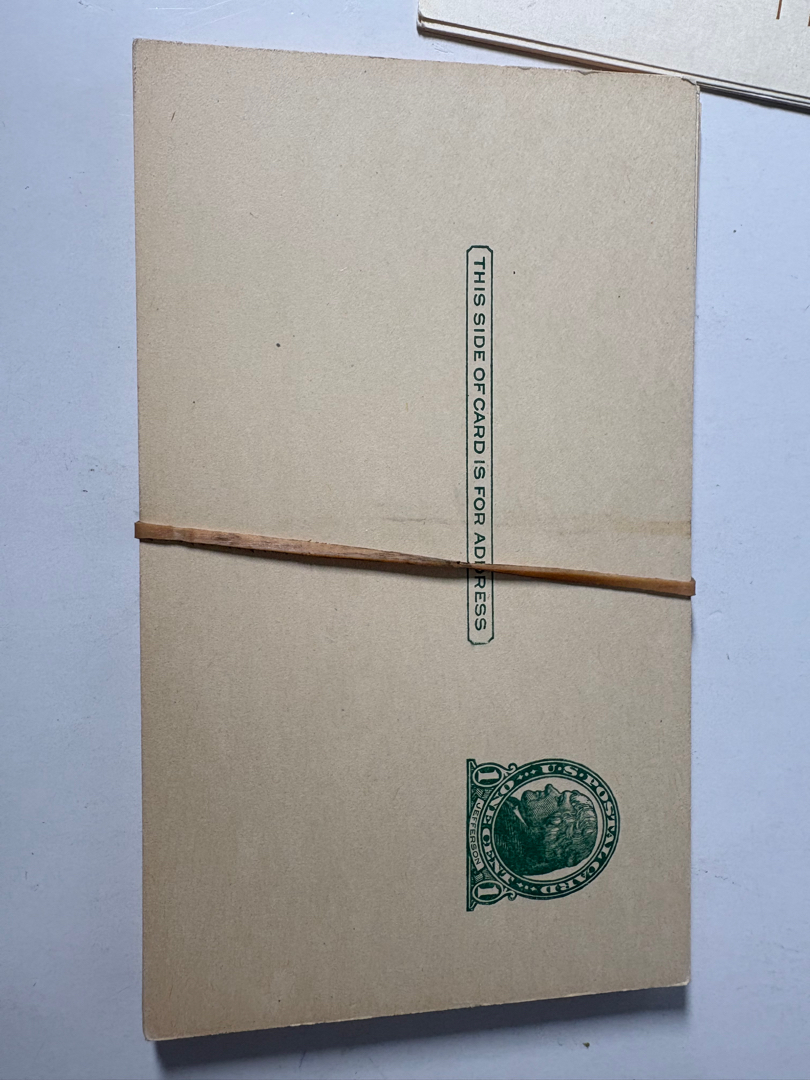 THIS SIDE OF CARD IS FOR ADDRESS
U.S. POSTAL CARD
ONE CENT
1 JEFFERSON 1